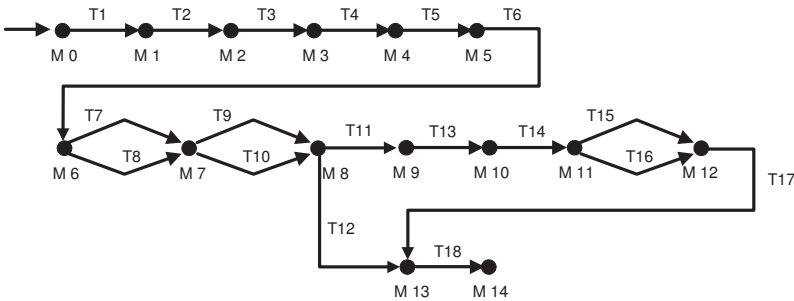 T1 T2 T3 T4 T5 T6
M 0 M 1 M 2 M 3 M 4 M 5
T7 T9 T11 T13 T14 T15
T8 T10 T16
M 6 M 7 M 8 M 9 M 10 M 11 M 12
T17
T12
T18
M 13 M 14